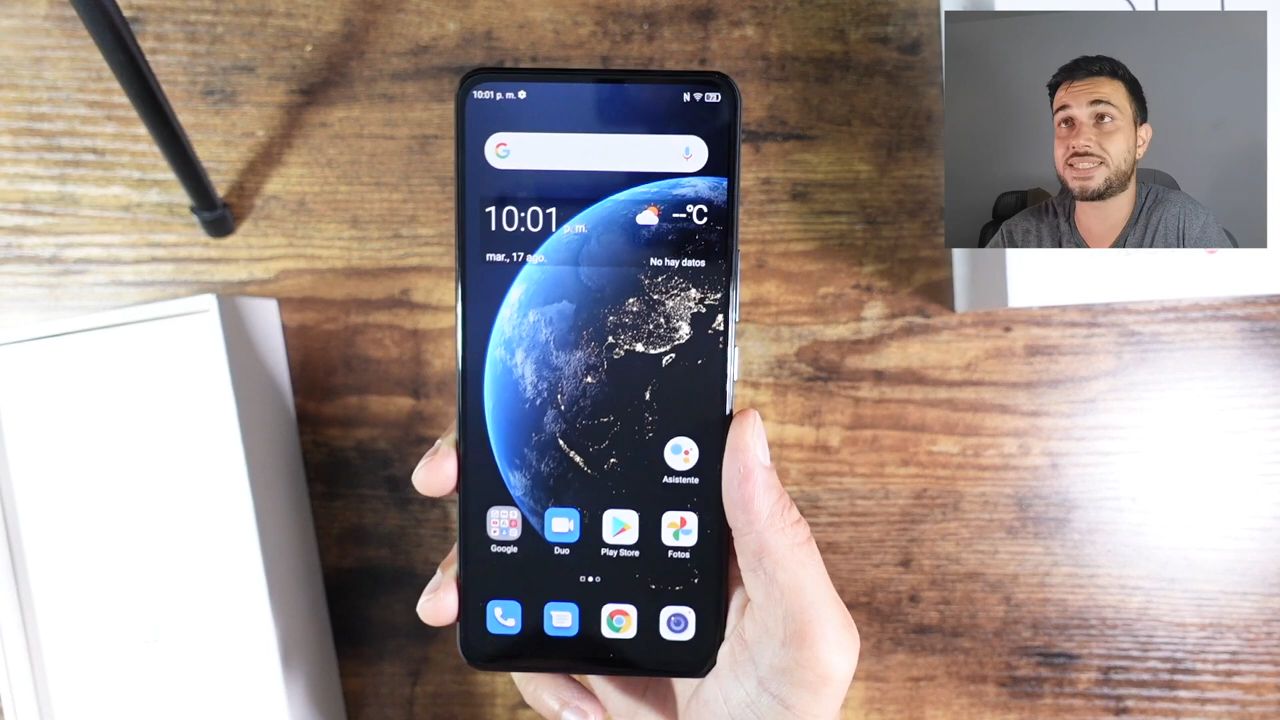 10:01 p. m.
N
G
10:01 p. m.
--°C
mar., 17 ago.
No hay datos
Asistente
Google
Duo
Play Store
Fotos